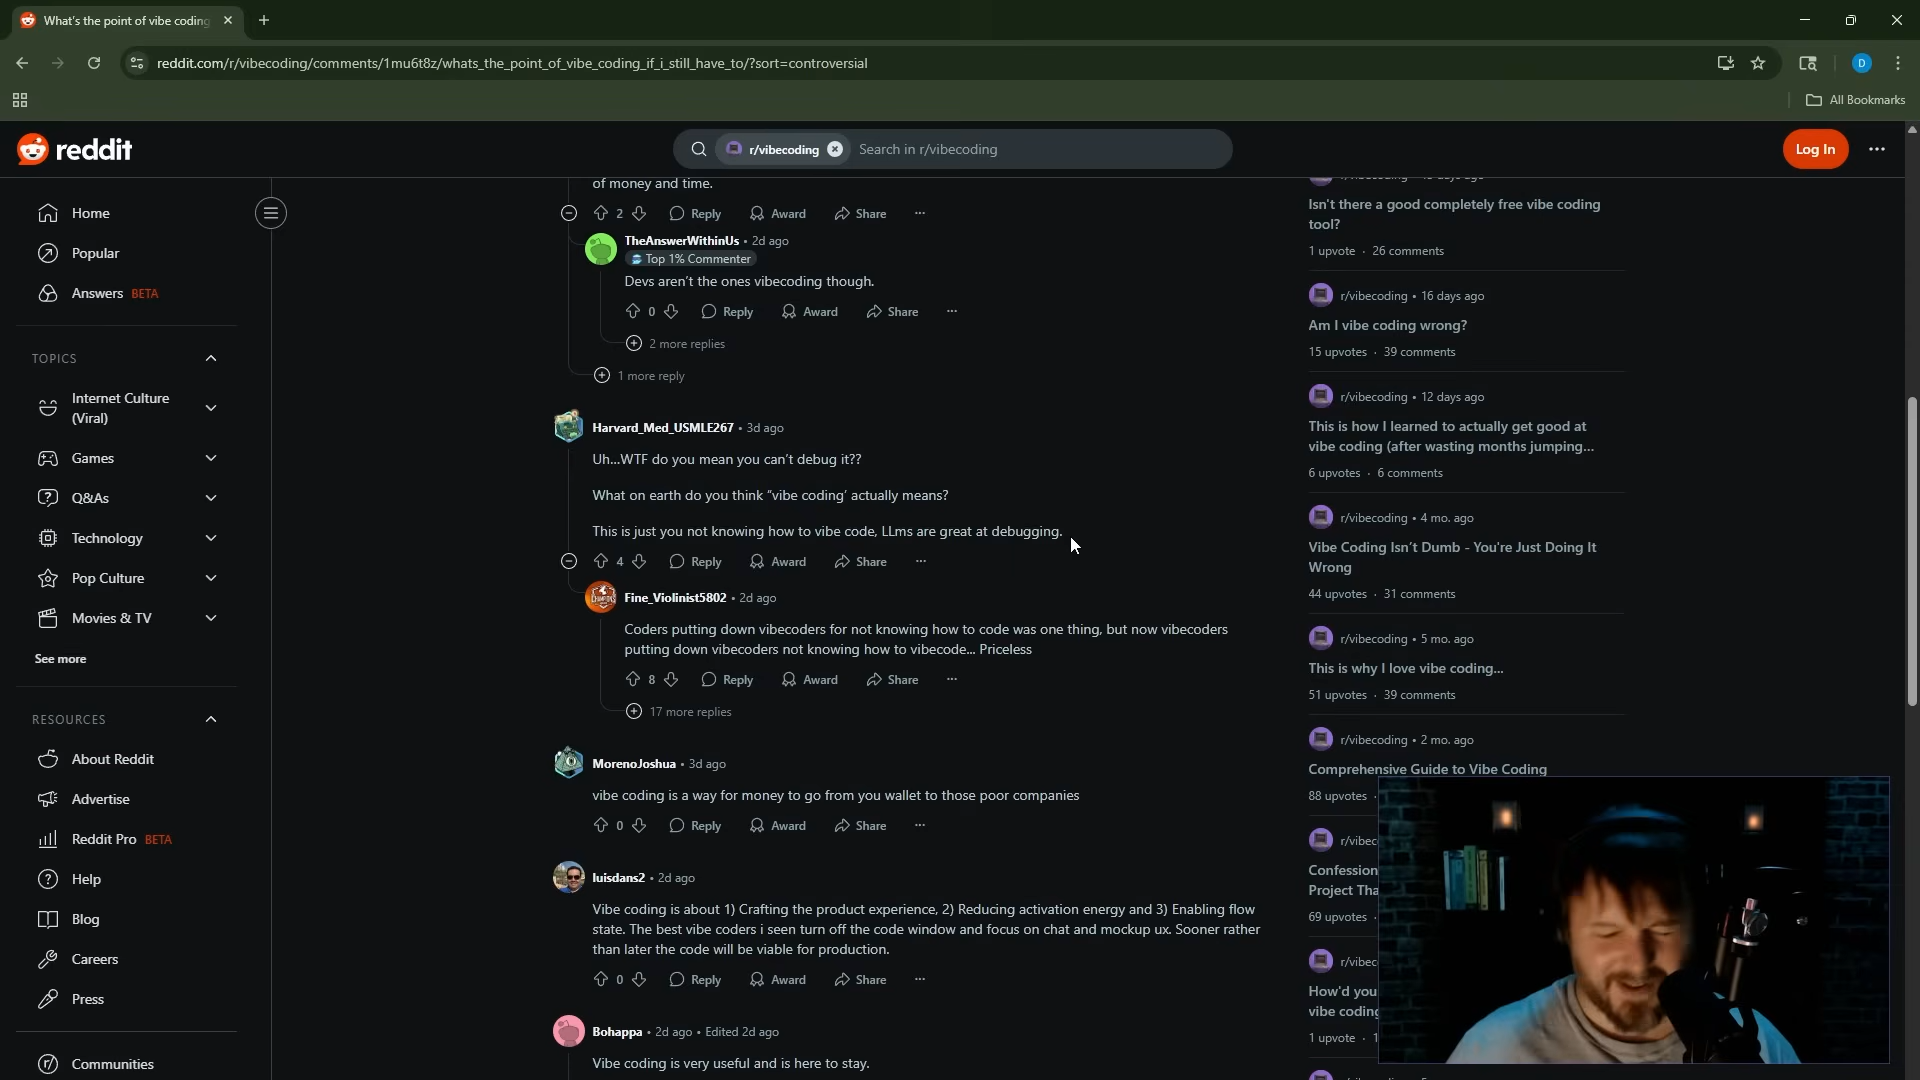 What's the point of vibe coding
reddit.com/r/vibecoding/comments/1mu6t8z/whats_the_point_of_vibe_coding_if_i_still_have_to/?sort=controversial
D
All Bookmarks
reddit
r/vibecoding
Search in r/vibecoding
Log In
Home
Popular
Answers BETA
TOPICS
Internet Culture
(Viral)
Games
Q&As
Technology
Pop Culture
Movies & TV
See more
RESOURCES
About Reddit
Advertise
Reddit Pro BETA
Help
Blog
Careers
Press
Communities
of money and time.
2 Reply Award Share
TheAnswerWithinUs • 2d ago
Top 1% Commenter
Devs aren't the ones vibecoding though.
0 Reply Award Share
2 more replies
1 more reply
Harvard_Med_USMLE267 • 3d ago
Uh...WTF do you mean you can't debug it??
What on earth do you think "vibe coding' actually means?
This is just you not knowing how to vibe code, LLms are great at debugging.
4 Reply Award Share
Fine_Violinist5802 • 2d ago
Coders putting down vibecoders for not knowing how to code was one thing, but now vibecoders
putting down vibecoders not knowing how to vibecode... Priceless
8 Reply Award Share
17 more replies
MorenoJoshua • 3d ago
vibe coding is a way for money to go from you wallet to those poor companies
0 Reply Award Share
luisdans2 • 2d ago
Vibe coding is about 1) Crafting the product experience, 2) Reducing activation energy and 3) Enabling flow
state. The best vibe coders i seen turn off the code window and focus on chat and mockup ux. Sooner rather
than later the code will be viable for production.
0 Reply Award Share
Bohappa • 2d ago • Edited 2d ago
Vibe coding is very useful and is here to stay.
Isn't there a good completely free vibe coding
tool?
1 upvote · 26 comments
r/vibecoding • 16 days ago
Am I vibe coding wrong?
15 upvotes · 39 comments
r/vibecoding • 12 days ago
This is how I learned to actually get good at
vibe coding (after wasting months jumping...
6 upvotes · 6 comments
r/vibecoding • 4 mo. ago
Vibe Coding Isn't Dumb - You're Just Doing It
Wrong
44 upvotes · 31 comments
r/vibecoding • 5 mo. ago
This is why I love vibe coding...
51 upvotes · 39 comments
r/vibecoding • 2 mo. ago
Comprehensive Guide to Vibe Coding
88 upvotes ·
r/vibec
Confession
Project Tha
69 upvotes ·
r/vibec
How'd you
vibe coding
1 upvote ·